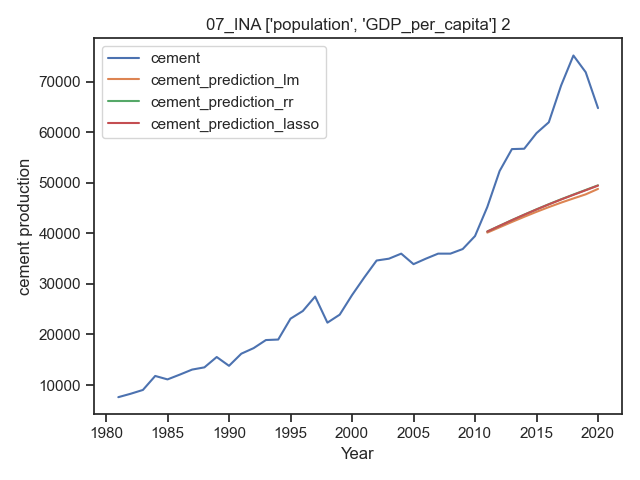 07_INA ['population', 'GDP_per_capita'] 2
cement
cement_prediction_lm
cement_prediction_rr
cement_prediction_lasso
cement production
70000
60000
50000
40000
30000
20000
10000
1980 1985 1990 1995 2000 2005 2010 2015 2020
Year